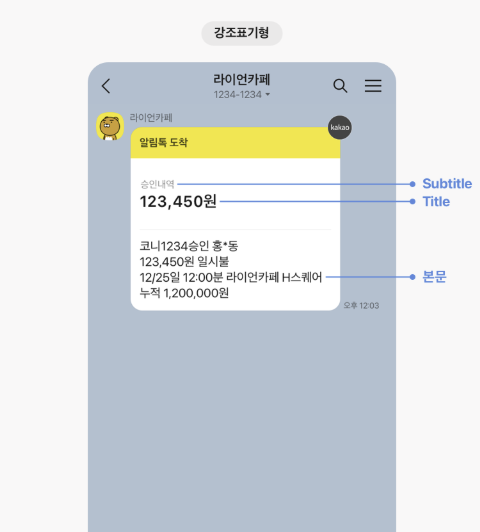 강조표기형
라이언카페
1234-1234
라이언카페
kakao
알림톡 도착
승인내역
Subtitle
123,450원
Title
코니1234승인 홍*동
123,450원 일시불
12/25일 12:00분 라이언카페 H스퀘어
본문
누적 1,200,000원
오후 12:03